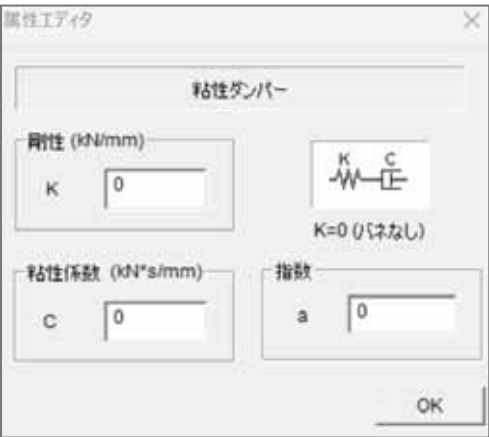 属性エディタ
粘性ダンパー
剛性 (kN/mm)
K
0
K
C
K=0 (バネなし)
粘性係数 (kN*s/mm)
C
0
指数
a
0
OK